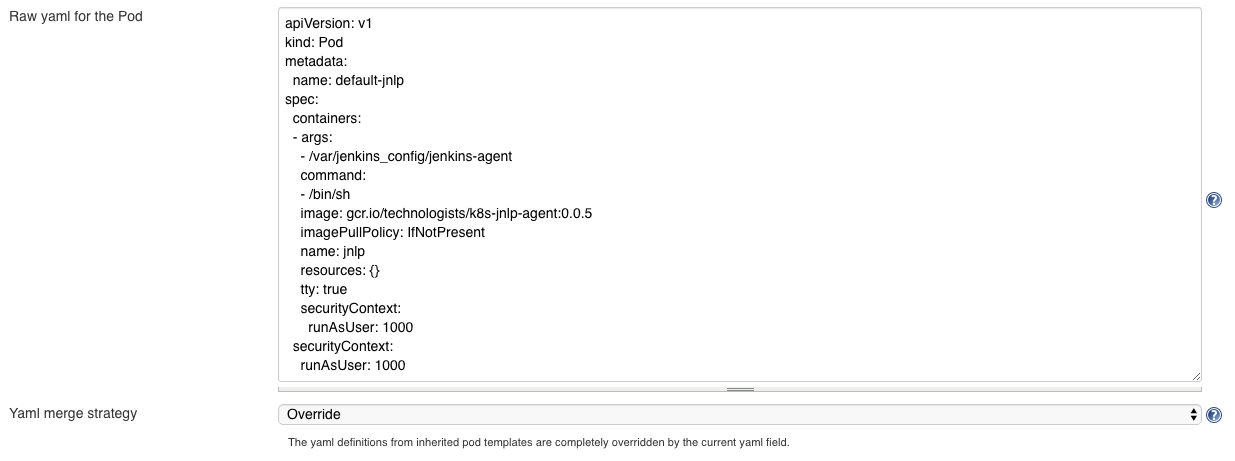 Raw yaml for the Pod
apiVersion: v1
kind: Pod
metadata:
  name: default-jnlp
spec:
  containers:
  - args:
    - /var/jenkins_config/jenkins-agent
    command:
    - /bin/sh
    image: gcr.io/technologists/k8s-jnlp-agent:0.0.5
    imagePullPolicy: IfNotPresent
    name: jnlp
    resources: {}
    tty: true
    securityContext:
      runAsUser: 1000
  securityContext:
    runAsUser: 1000
?
Yaml merge strategy
Override
?
The yaml definitions from inherited pod templates are completely overridden by the current yaml field.